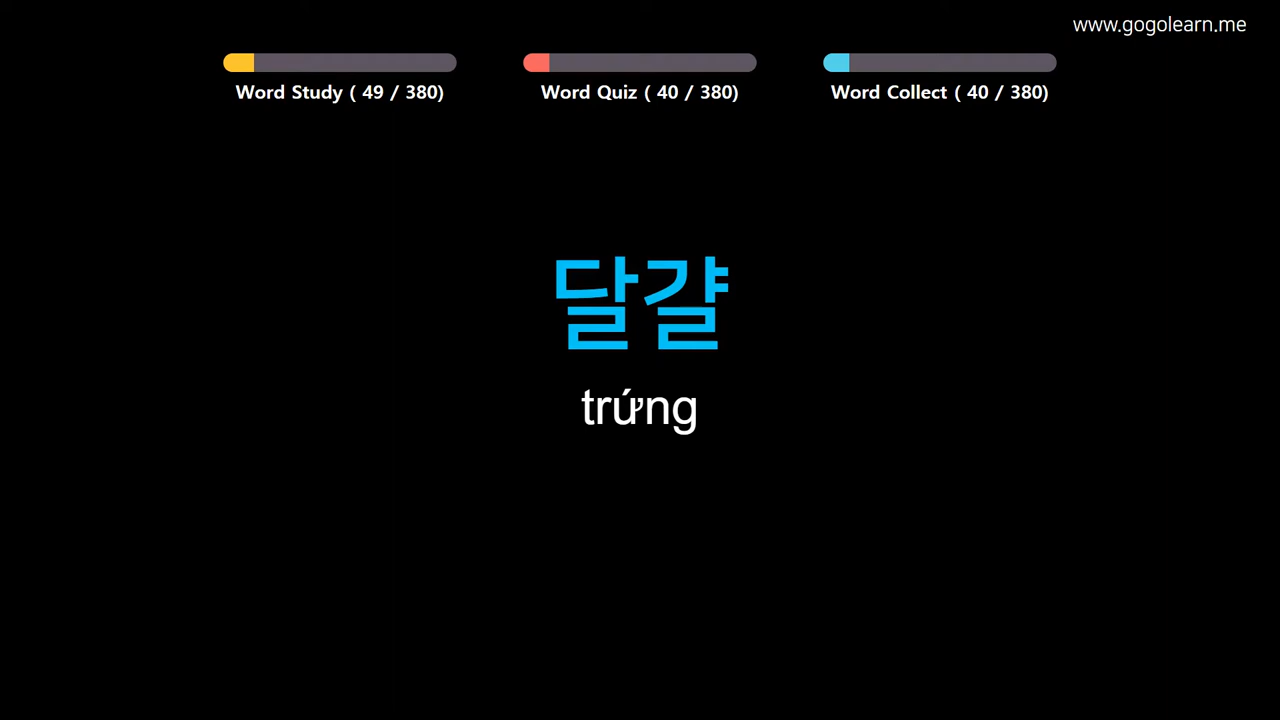 www.gogolearn.me
Word Study ( 49 / 380)
Word Quiz ( 40 / 380)
Word Collect ( 40 / 380)
달걀
trứng